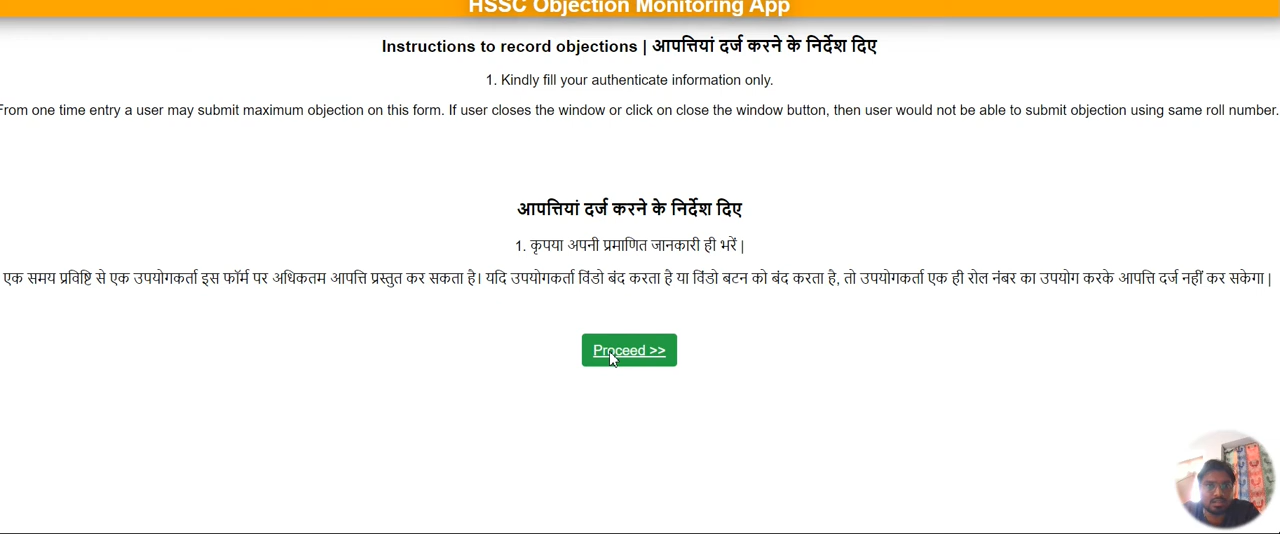 HSSC Objection Monitoring App
Instructions to record objections | आपत्तियां दर्ज करने के निर्देश दिए
1. Kindly fill your authenticate information only.
From one time entry a user may submit maximum objection on this form. If user closes the window or click on close the window button, then user would not be able to submit objection using same roll number.
आपत्तियां दर्ज करने के निर्देश दिए
1. कृपया अपनी प्रमाणित जानकारी ही भरें |
एक समय प्रविष्टि से एक उपयोगकर्ता इस फॉर्म पर अधिकतम आपत्ति प्रस्तुत कर सकता है। यदि उपयोगकर्ता विंडो बंद करता है या विंडो बटन को बंद करता है, तो उपयोगकर्ता एक ही रोल नंबर का उपयोग करके आपत्ति दर्ज नहीं कर सकेगा |
Proceed >>